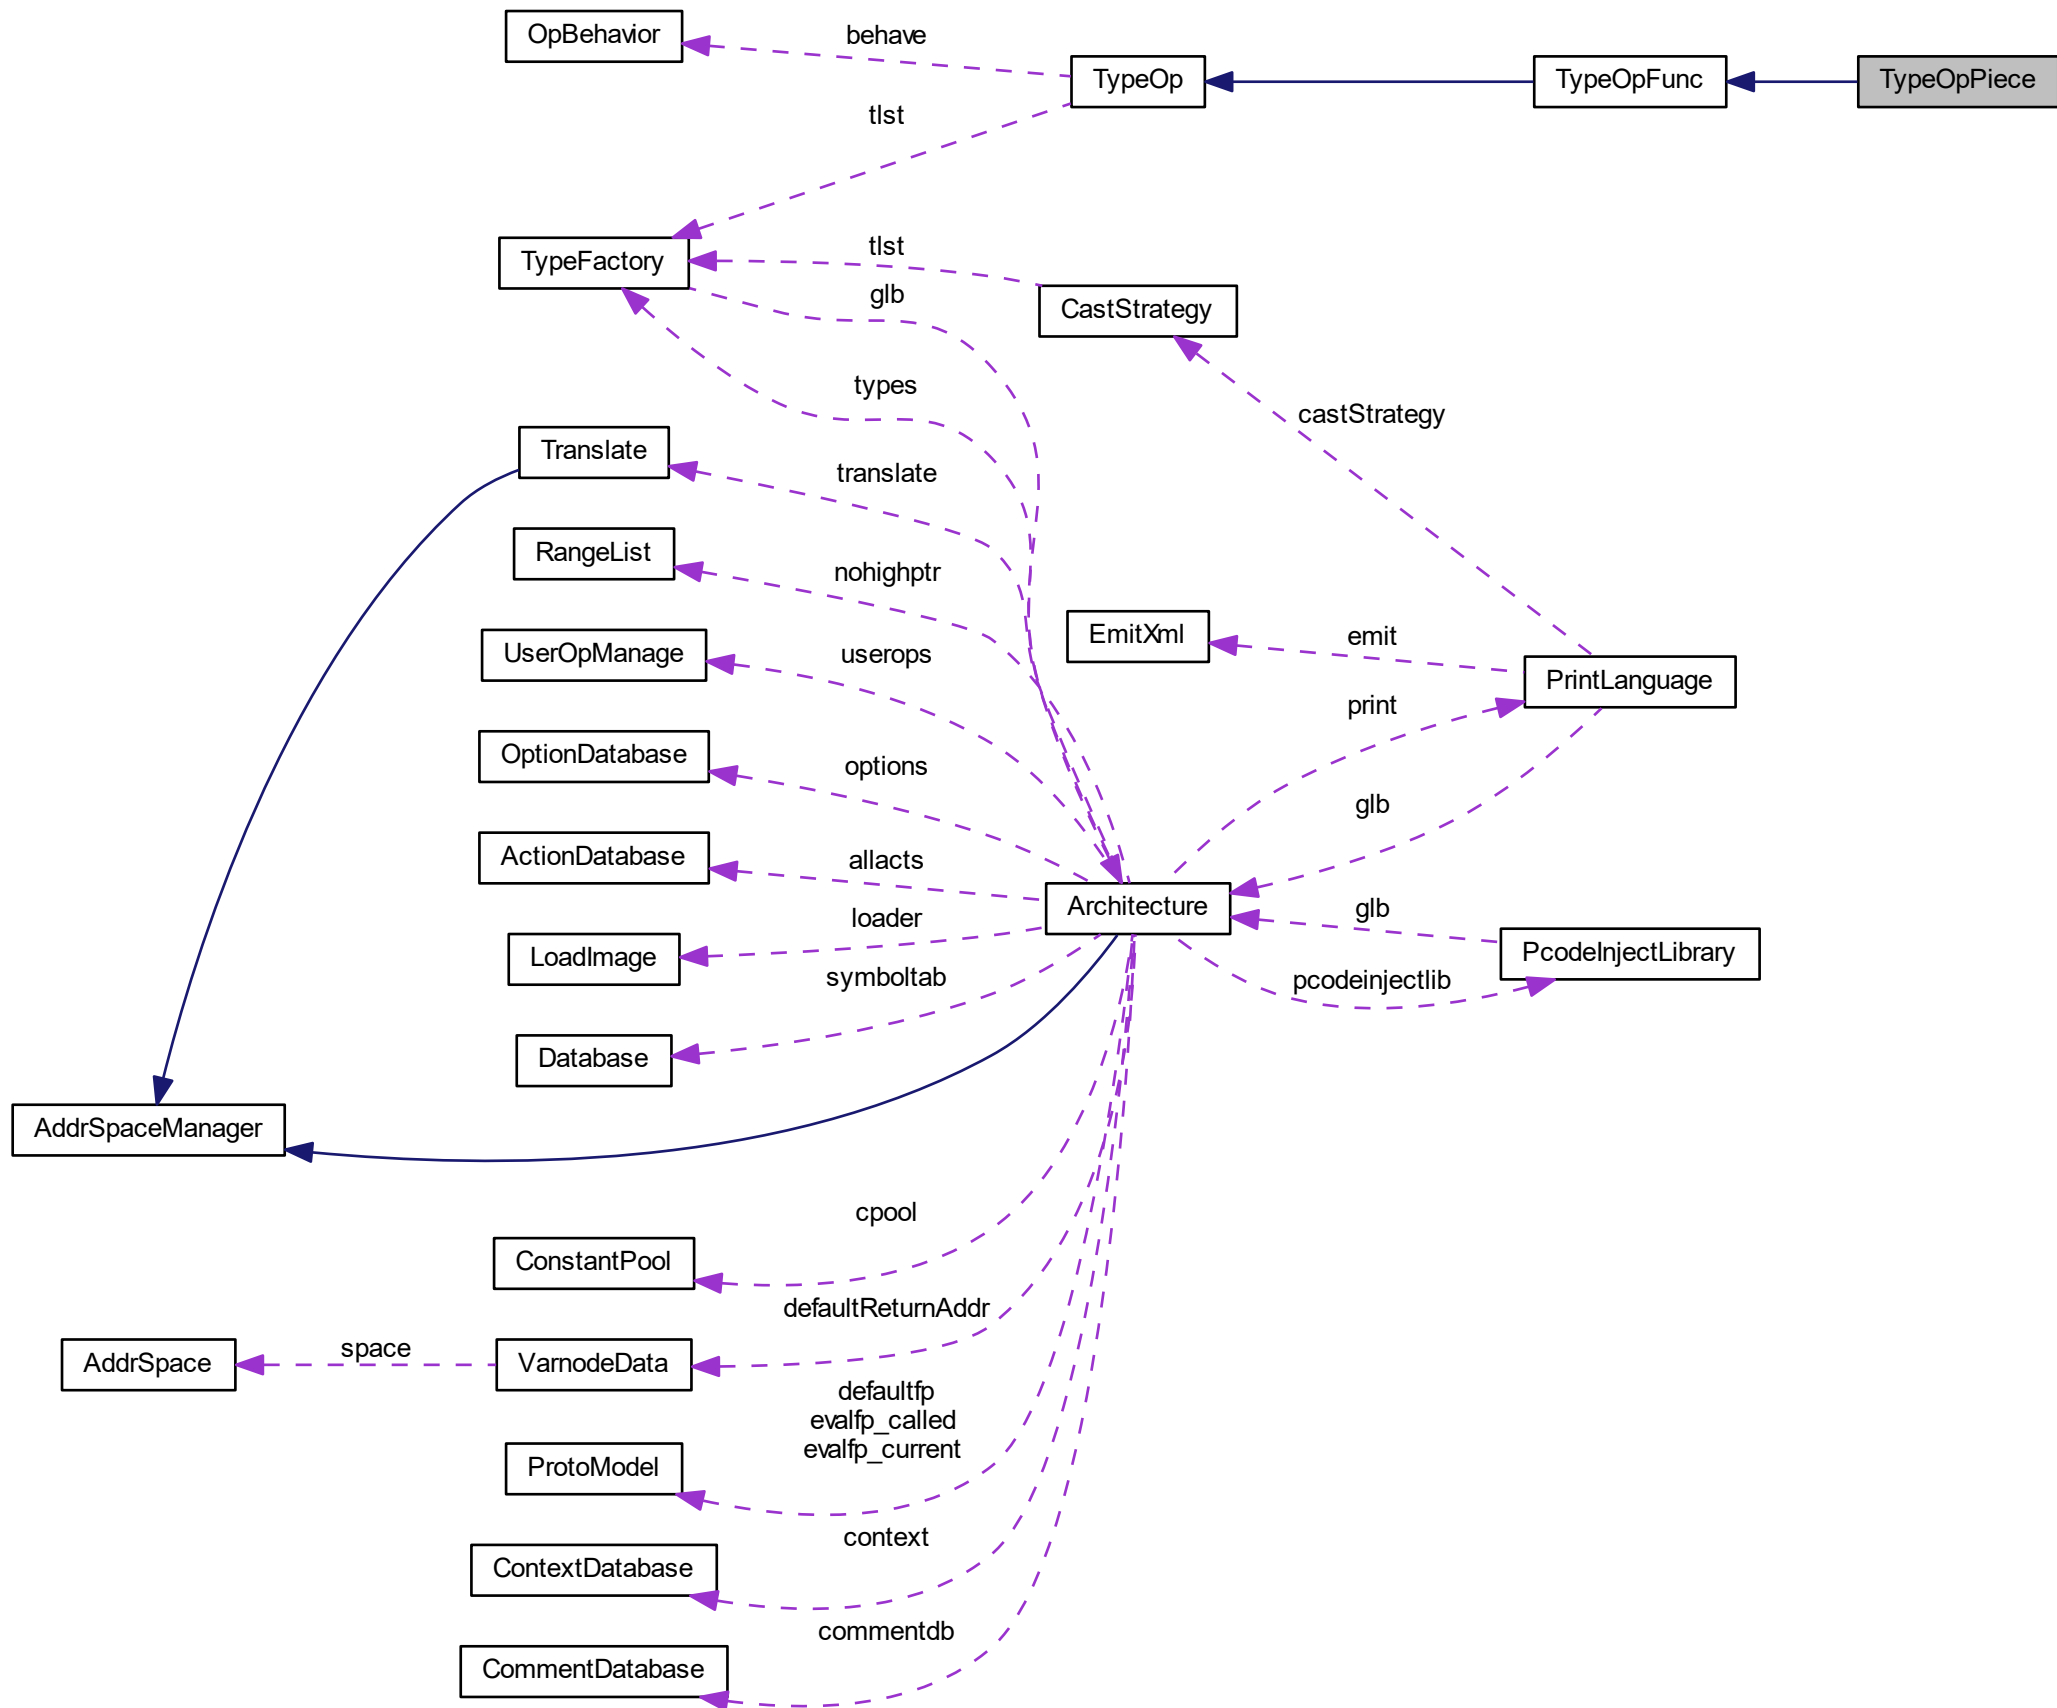 OpBehavior
behave
TypeOp
TypeOpFunc
TypeOpPiece
tlst
TypeFactory
tlst
glb
CastStrategy
types
castStrategy
Translate
translate
RangeList
nohighptr
EmitXml
emit
UserOpManage
userops
PrintLanguage
print
OptionDatabase
options
glb
ActionDatabase
allacts
Architecture
glb
LoadImage
loader
PcodeInjectLibrary
symboltab
pcodeinjectlib
Database
AddrSpaceManager
cpool
ConstantPool
defaultReturnAddr
AddrSpace
space
VarnodeData
defaultfp
evalfp_called
evalfp_current
ProtoModel
context
ContextDatabase
commentdb
CommentDatabase